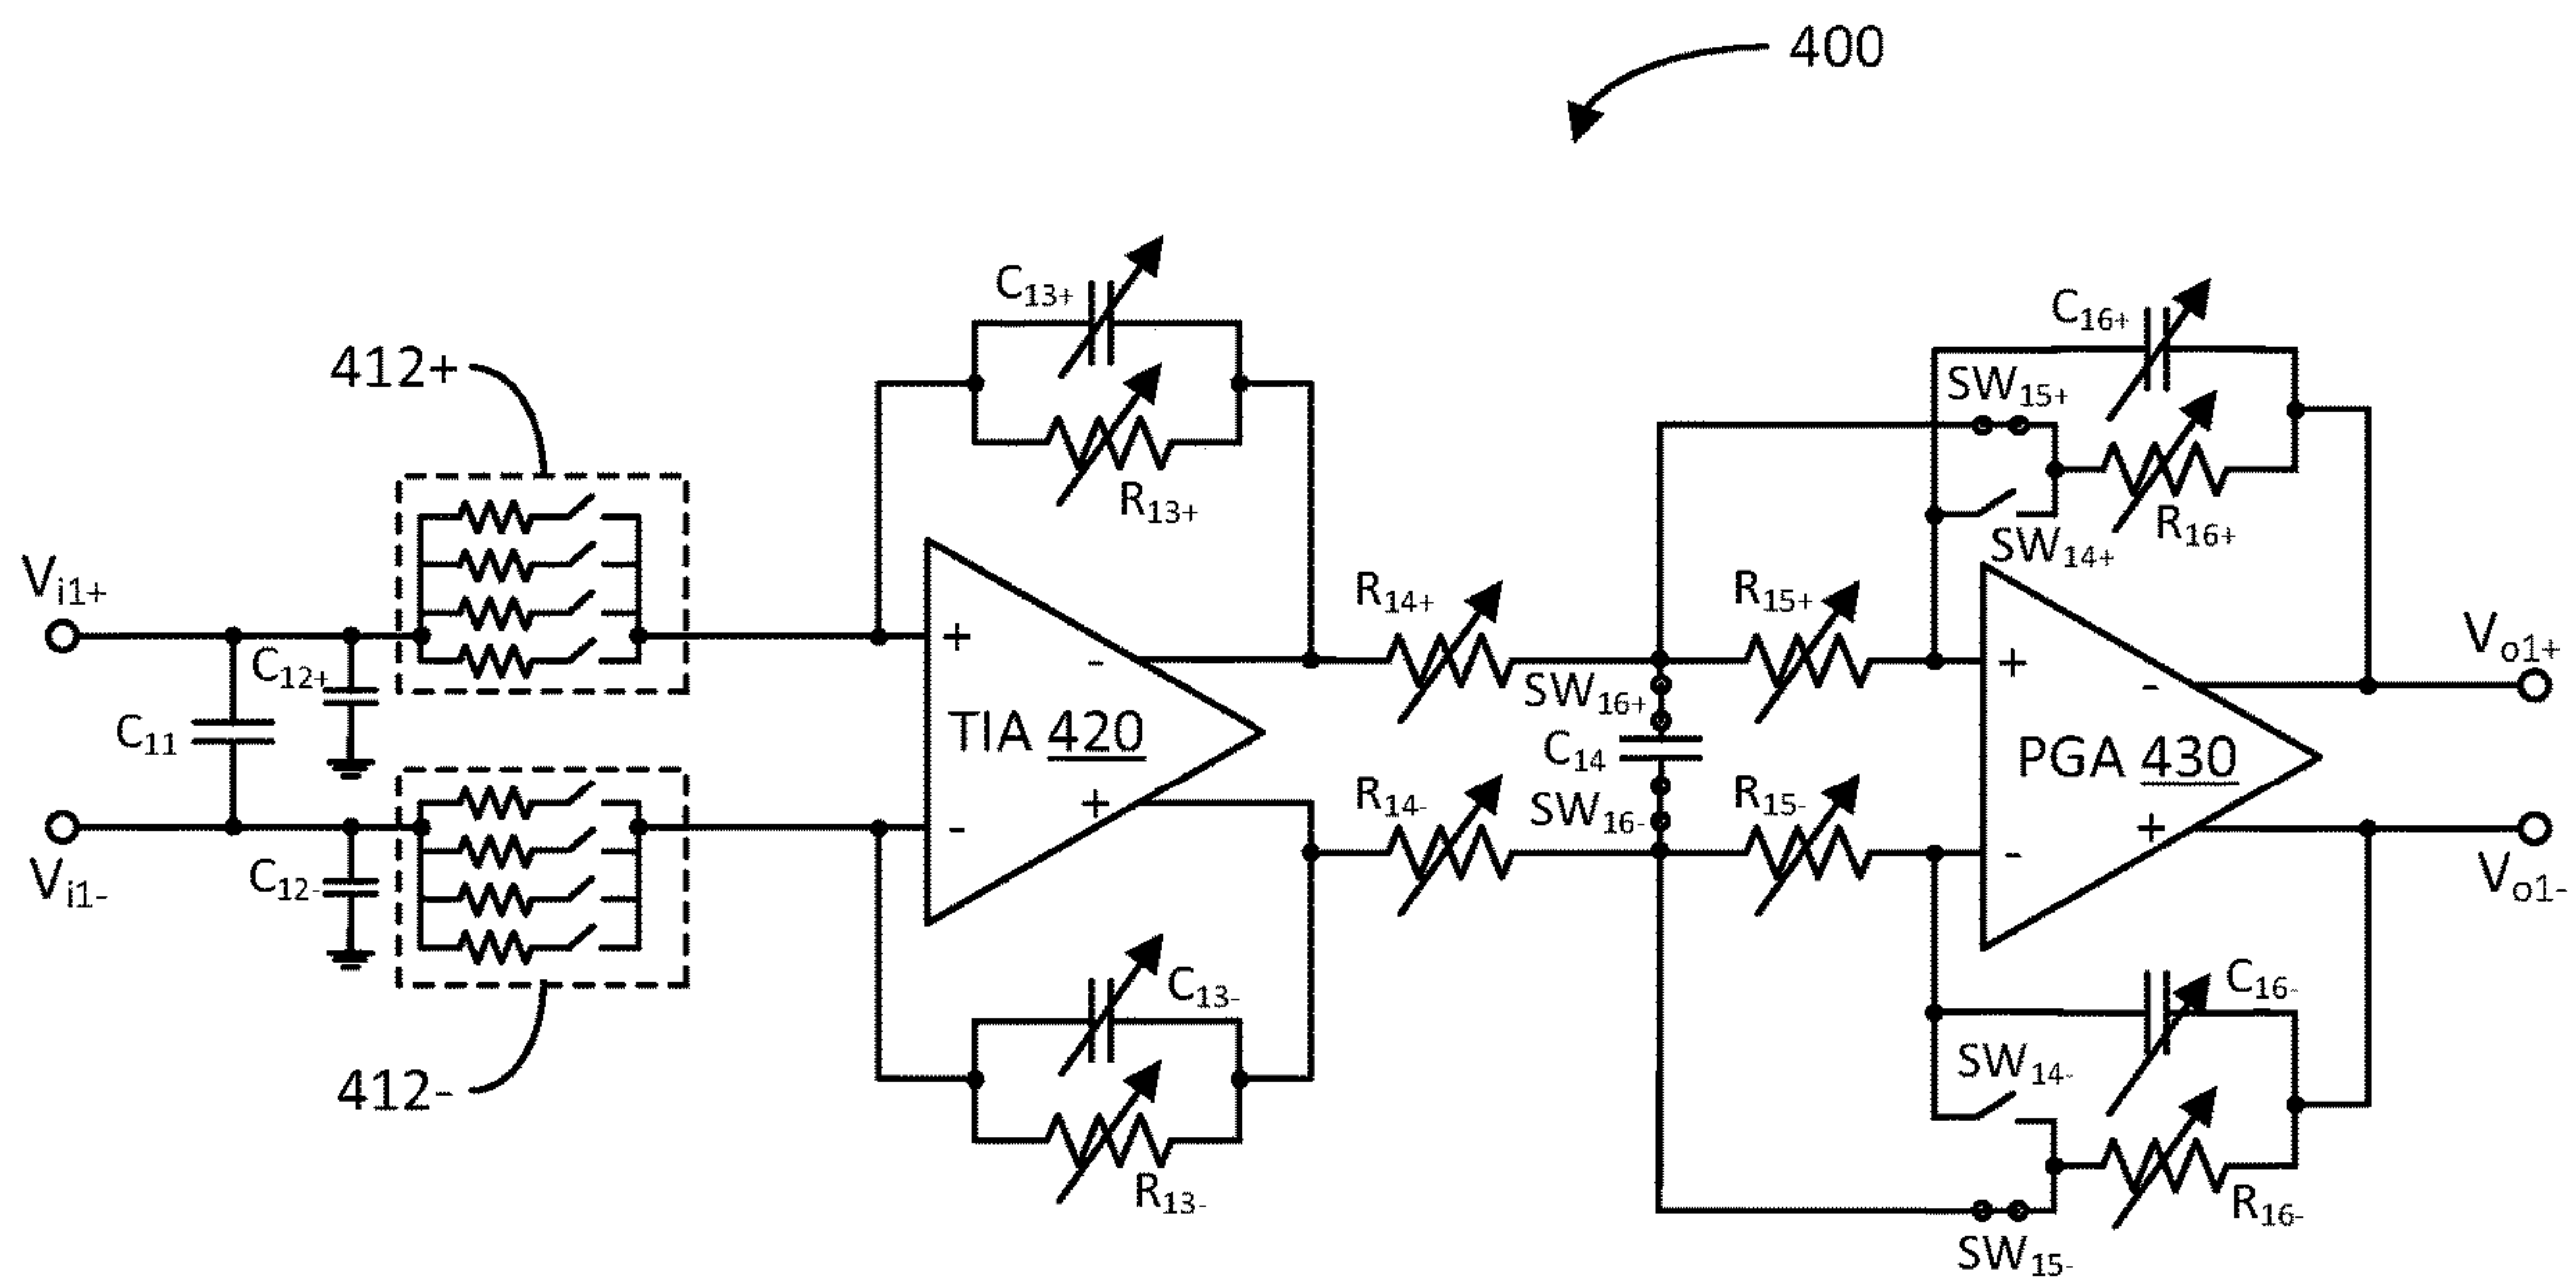 400
C13+
C16+
412+
SW15+
R13+
R16+
SW14+
Vi1+
R14+
R15+
Vo1+
C12+
+
-
+
-
SW16+
C11
TIA 420
C14
PGA 430
R14-
R15-
SW16-
+
-
+
-
Vi1-
C12-
Vo1-
C13-
C16-
SW14-
412-
R13-
R16-
SW15-